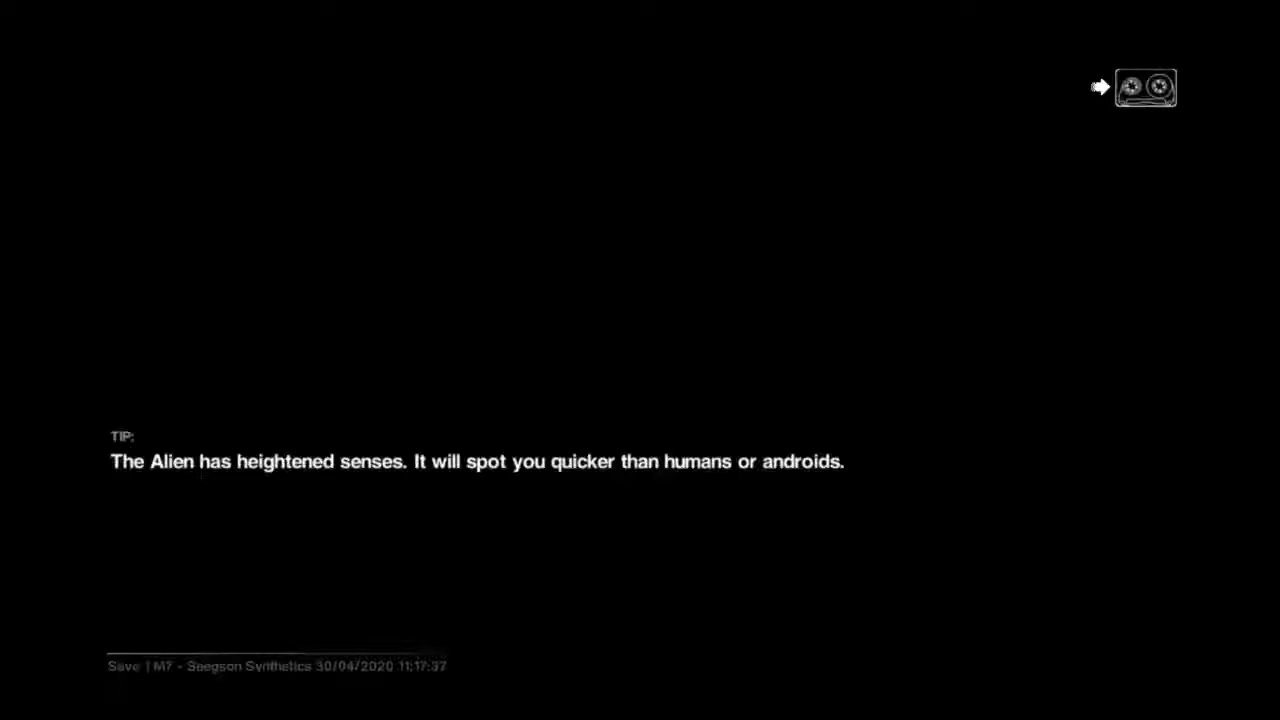 TIP:
The Alien has heightened senses. It will spot you quicker than humans or androids.
Save | M7 - Seegson Synthetics 30/04/2020 11:17:37